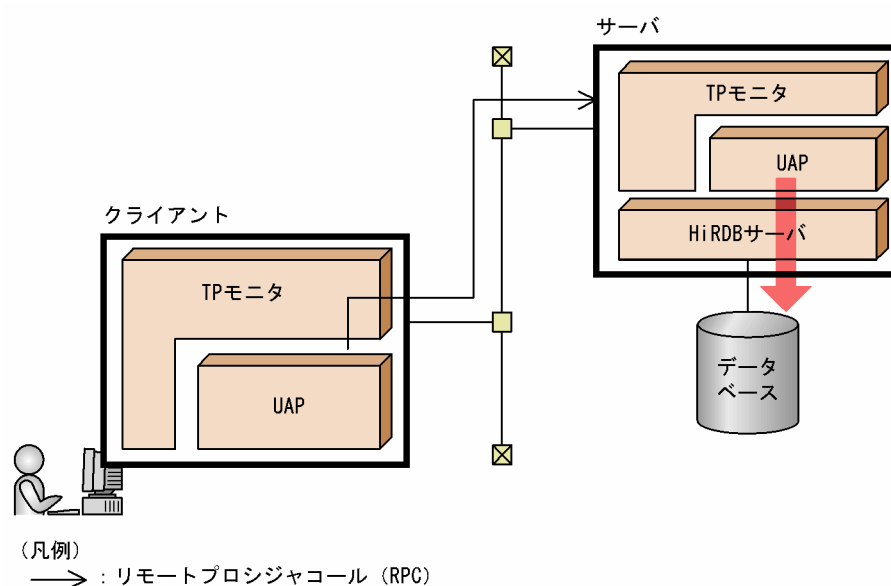 サーバ
TPモニタ
UAP
HiRDBサーバ
クライアント
TPモニタ
UAP
データ
ベース
(凡例)
：リモートプロシジャコール (RPC)